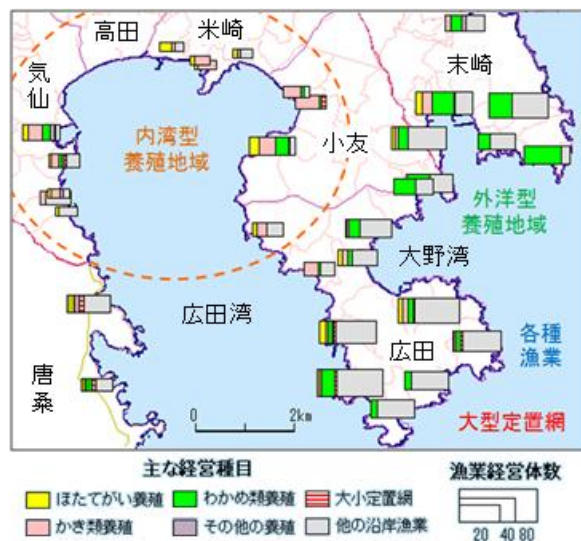 高田
米崎
末崎
気仙
内湾型
養殖地域
小友
外洋型
養殖地域
大野湾
広田湾
各種
漁業
広田
唐桑
大型定置網
0 2km
主な経営種目
漁業経営体数
ほたてがい養殖 わかめ類養殖 大小定置網
かき類養殖 その他の養殖 他の沿岸漁業
20 40 80